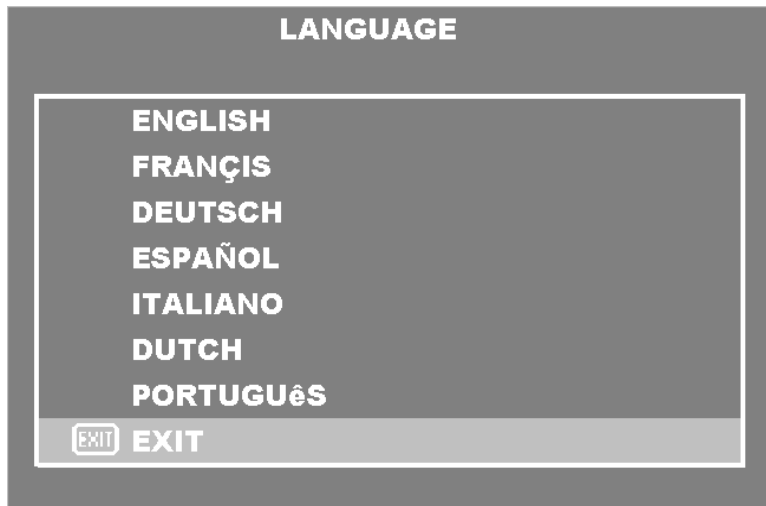 LANGUAGE
ENGLISH
FRANÇIS
DEUTSCH
ESPAÑOL
ITALIANO
DUTCH
PORTUGUêS
EXIT EXIT